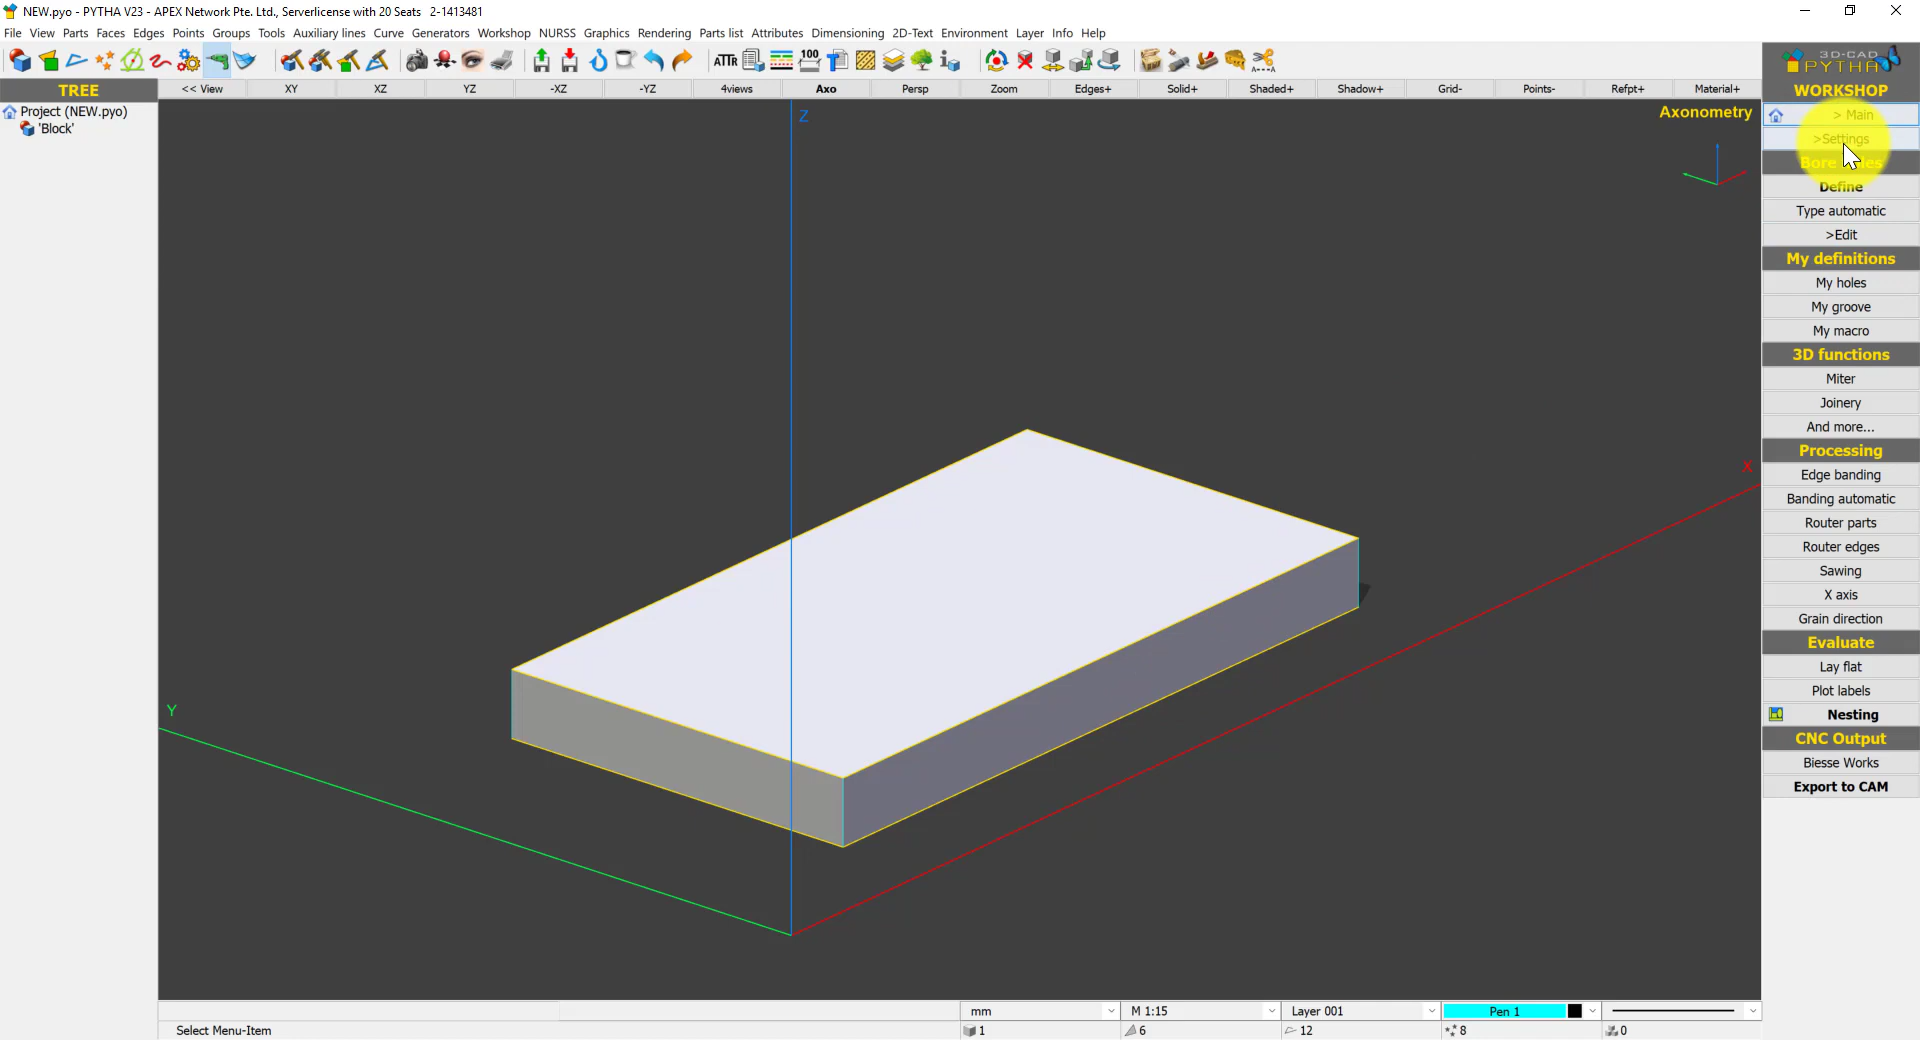 NEW.pyo - PYTHA V23 - APEX Network Pte. Ltd., Serverlicense with 20 Seats 2-1413481
File View Parts Faces Edges Points Groups Tools Auxiliary lines Curve Generators Workshop NURSS Graphics Rendering Parts list Attributes Dimensioning 2D-Text Environment Layer Info Help
ATTR 100
3D-CAD
PYTHA
TREE
<< View XY XZ YZ -XZ -YZ 4views Axo Persp Zoom Edges+ Solid+ Shaded+ Shadow+ Grid- Points- Refpt+ Material+
WORKSHOP
Project (NEW.pyo)
'Block'
Z
Axonometry
> Main
>Settings
Define
Type automatic
>Edit
My definitions
My holes
My groove
My macro
3D functions
Miter
Joinery
And more...
Processing
X
Edge banding
Banding automatic
Router parts
Router edges
Sawing
X axis
Grain direction
Evaluate
Lay flat
Plot labels
Y
Nesting
CNC Output
Biesse Works
Export to CAM
mm M 1:15 Layer 001 Pen 1
Select Menu-Item 1 6 12 8 0